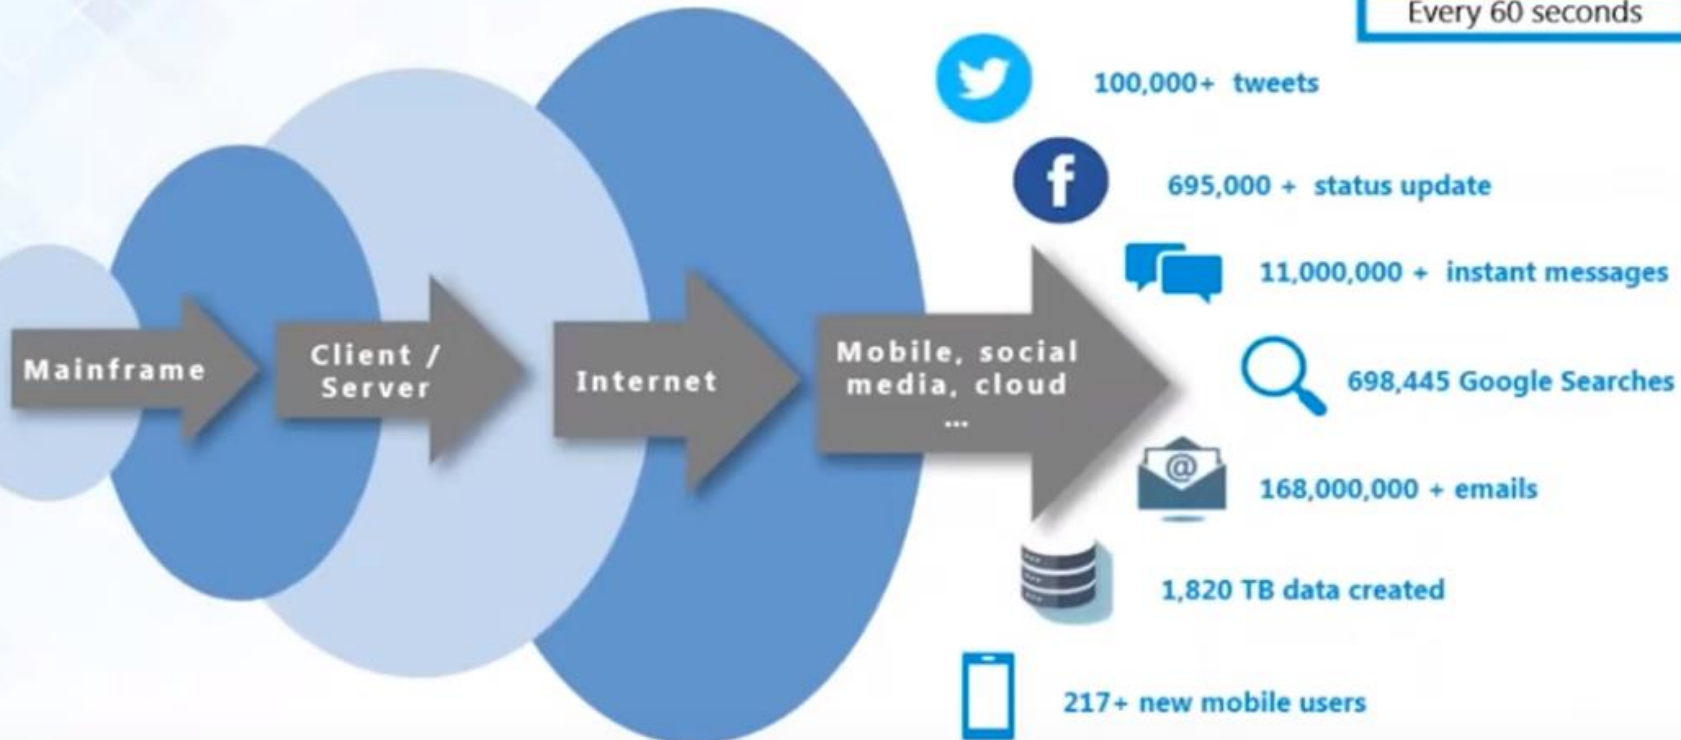 Every 60 seconds
100,000+ tweets
695,000 + status update
11,000,000 + instant messages
698,445 Google Searches
168,000,000 + emails
1,820 TB data created
217+ new mobile users
Mainframe
Client /
Server
Internet
Mobile, social
media, cloud
...
f
@